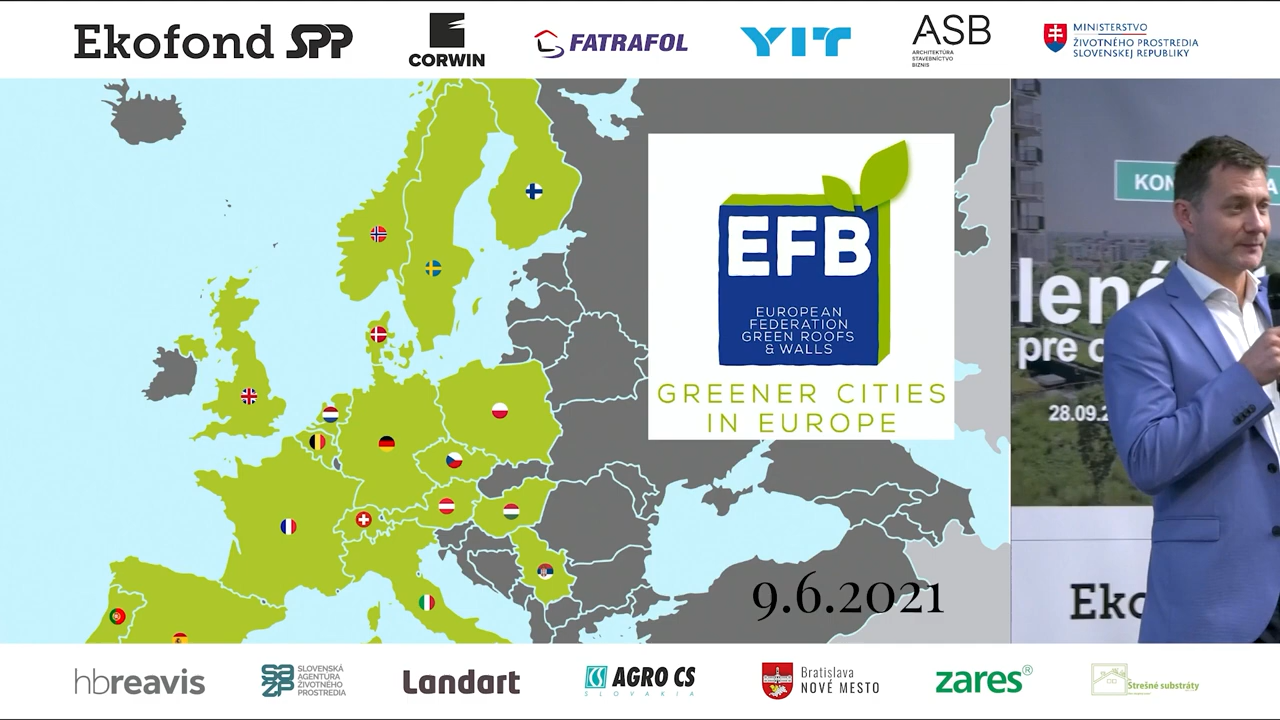 Ekofond SPP
CORWIN
FATRAFOL
YIT
ASB
ARCHITEKTÚRA
STAVEBNÍCTVO
BIZNIS
MINISTERSTVO
ŽIVOTNÉHO PROSTREDIA
SLOVENSKEJ REPUBLIKY
EFB
EUROPEAN
FEDERATION
GREEN ROOFS
& WALLS
GREENER CITIES
IN EUROPE
9.6.2021
KON
A
lené
pre
28.09.2
Eko
hbreavis
SAŽP
SLOVENSKÁ
AGENTÚRA
ŽIVOTNÉHO
PROSTREDIA
Landart
AGRO CS
SLOVAKIA
Bratislava
NOVÉ MESTO
zares®
Strešné substráty